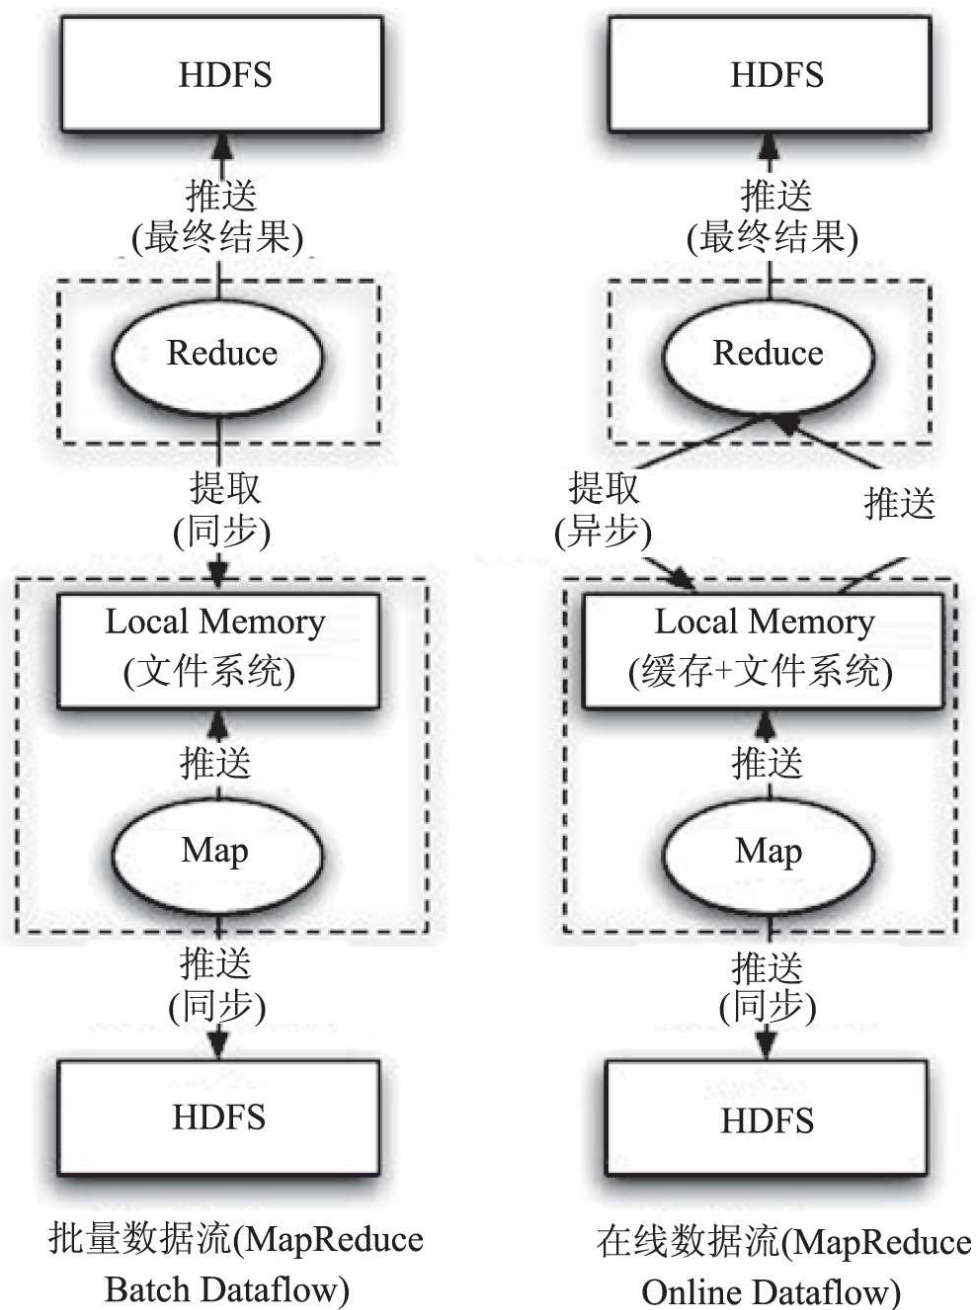 HDFS
推送
(最终结果)
Reduce
提取
(同步)
Local Memory
(文件系统)
推送
Map
推送
(同步)
HDFS
批量数据流(MapReduce
Batch Dataflow)
HDFS
推送
(最终结果)
Reduce
提取
(异步)
推送
Local Memory
(缓存+文件系统)
推送
Map
推送
(同步)
HDFS
在线数据流(MapReduce
Online Dataflow)